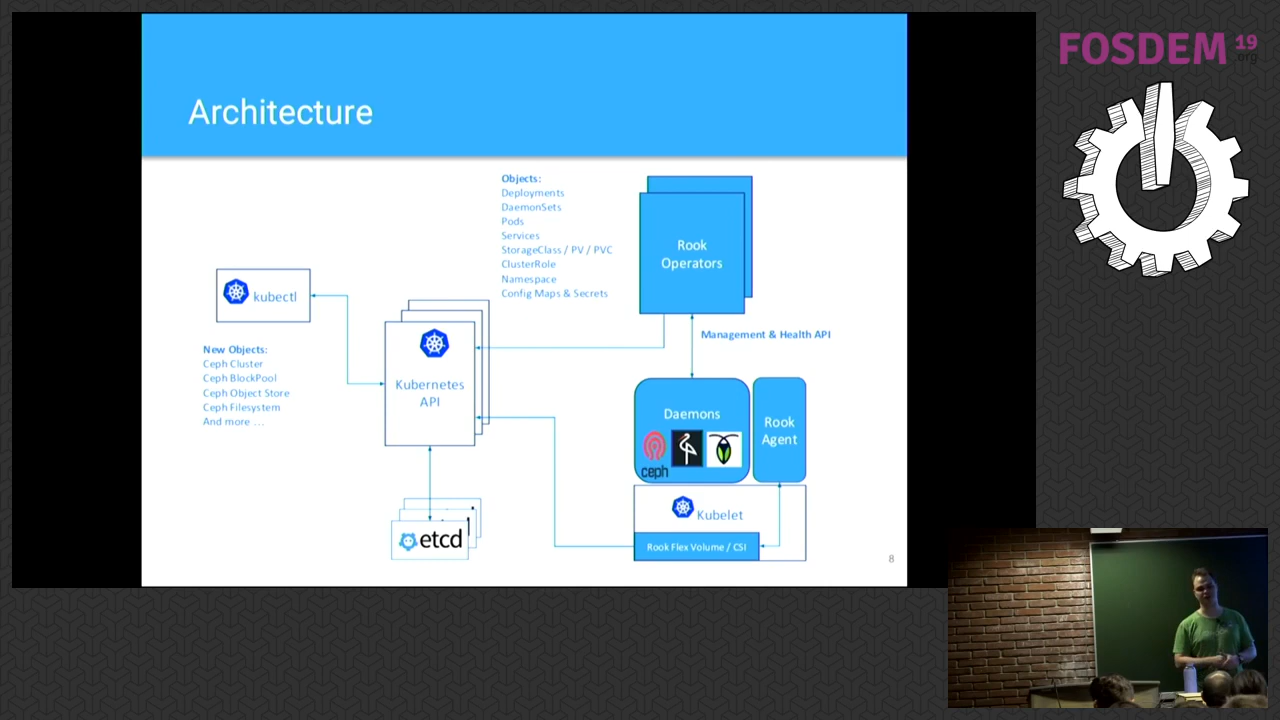 FOSDEM 19
.org
Architecture
Objects:
Deployments
DaemonSets
Pods
Services
StorageClass / PV / PVC
ClusterRole
Namespace
Config Maps & Secrets
Rook
Operators
kubectl
Management & Health API
New Objects:
Ceph Cluster
Ceph BlockPool
Ceph Object Store
Ceph Filesystem
And more ...
Kubernetes
API
Daemons
ceph
Rook
Agent
Kubelet
Rook Flex Volume / CSI
etcd
8